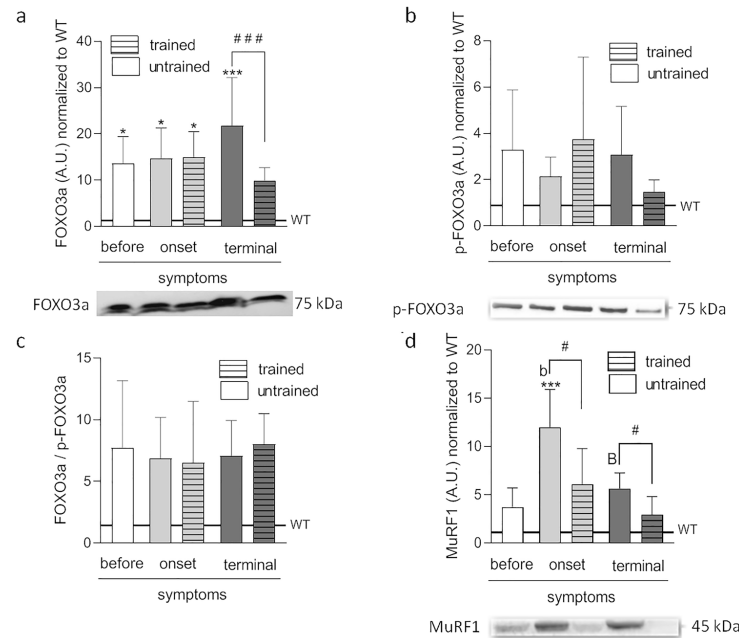 a
FOXO3a (A.U.) normalized to WT
40
30
20
10
0
trained
untrained
* * * *** # # #
WT
before onset terminal
symptoms
FOXO3a 75 kDa
b
p-FOXO3a (A.U.) normalized to WT
8
6
4
2
0
trained
untrained
WT
before onset terminal
symptoms
p-FOXO3a 75 kDa
c
FOXO3a / p-FOXO3a
15
10
5
0
trained
untrained
WT
before onset terminal
symptoms
d
MuRF1 (A.U.) normalized to WT
20
15
10
5
0
trained
untrained
b
***
#
B
#
WT
before onset terminal
symptoms
MuRF1 45 kDa